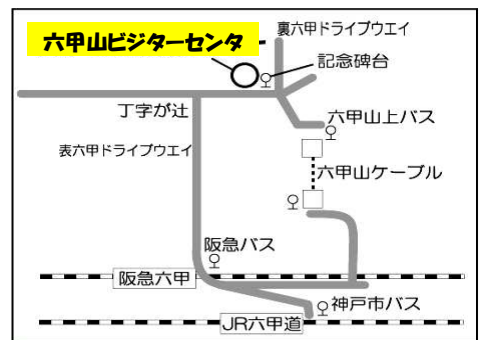 裏六甲ドライブウエイ
六甲山ビジターセンタ
記念碑台
丁字が辻
六甲山上バス
表六甲ドライブウエイ
六甲山ケーブル
阪急バス
阪急六甲
神戸市バス
JR六甲道